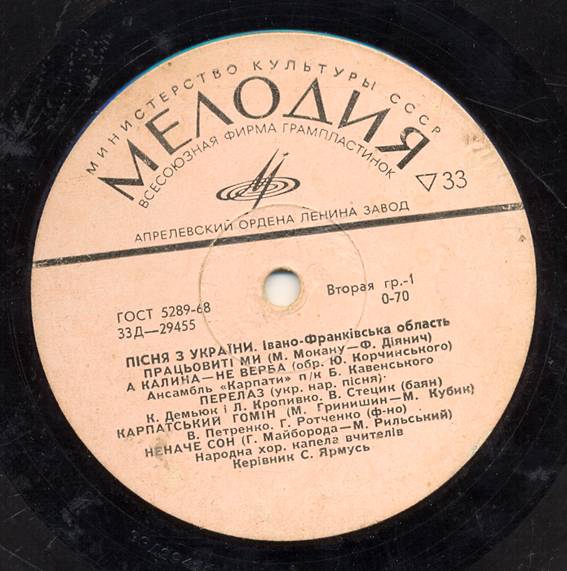 МИНИСТЕРСТВО КУЛЬТУРЫ СССР
МЕЛОДИЯ
ВСЕСОЮЗНАЯ ФИРМА ГРАМПЛАСТИНОК
▽33
АПРЕЛЕВСКИЙ ОРДЕНА ЛЕНИНА ЗАВОД
ГОСТ 5289-68
33Д—29455
Вторая гр.-1
0-70
ПІСНЯ З УКРАЇНИ. Івано-Франківська область
ПРАЦЬОВИТІ МИ (М. Мокану—Ф. Діянич)
А КАЛИНА—НЕ ВЕРБА (обр. Ю. Корчинського)
Ансамбль «Карпати» п/к Б. Кавенського
ПЕРЕЛАЗ (укр. нар. пісня)
К. Демьюк і Л. Кропивко, В. Стецик (баян)
КАРПАТСЬКИЙ ГОМІН (М. Гринишин—М. Кубик)
В. Петренко, Г. Ротченко (ф-но)
НЕНАЧЕ СОН (Г. Майборода—М. Рильський)
Народна хор. капела вчителів
Керівник С. Ярмусь